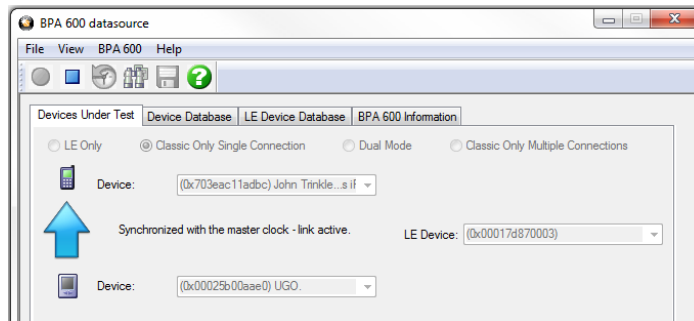 BPA 600 datasource
File View BPA 600 Help
Devices Under Test Device Database LE Device Database BPA 600 Information
LE Only Classic Only Single Connection Dual Mode Classic Only Multiple Connections
Device: (0x703eac11adbc) John Trinkle...s iF
Synchronized with the master clock - link active. LE Device: (0x00017d870003)
Device: (0x00025b00aae0) UGO.